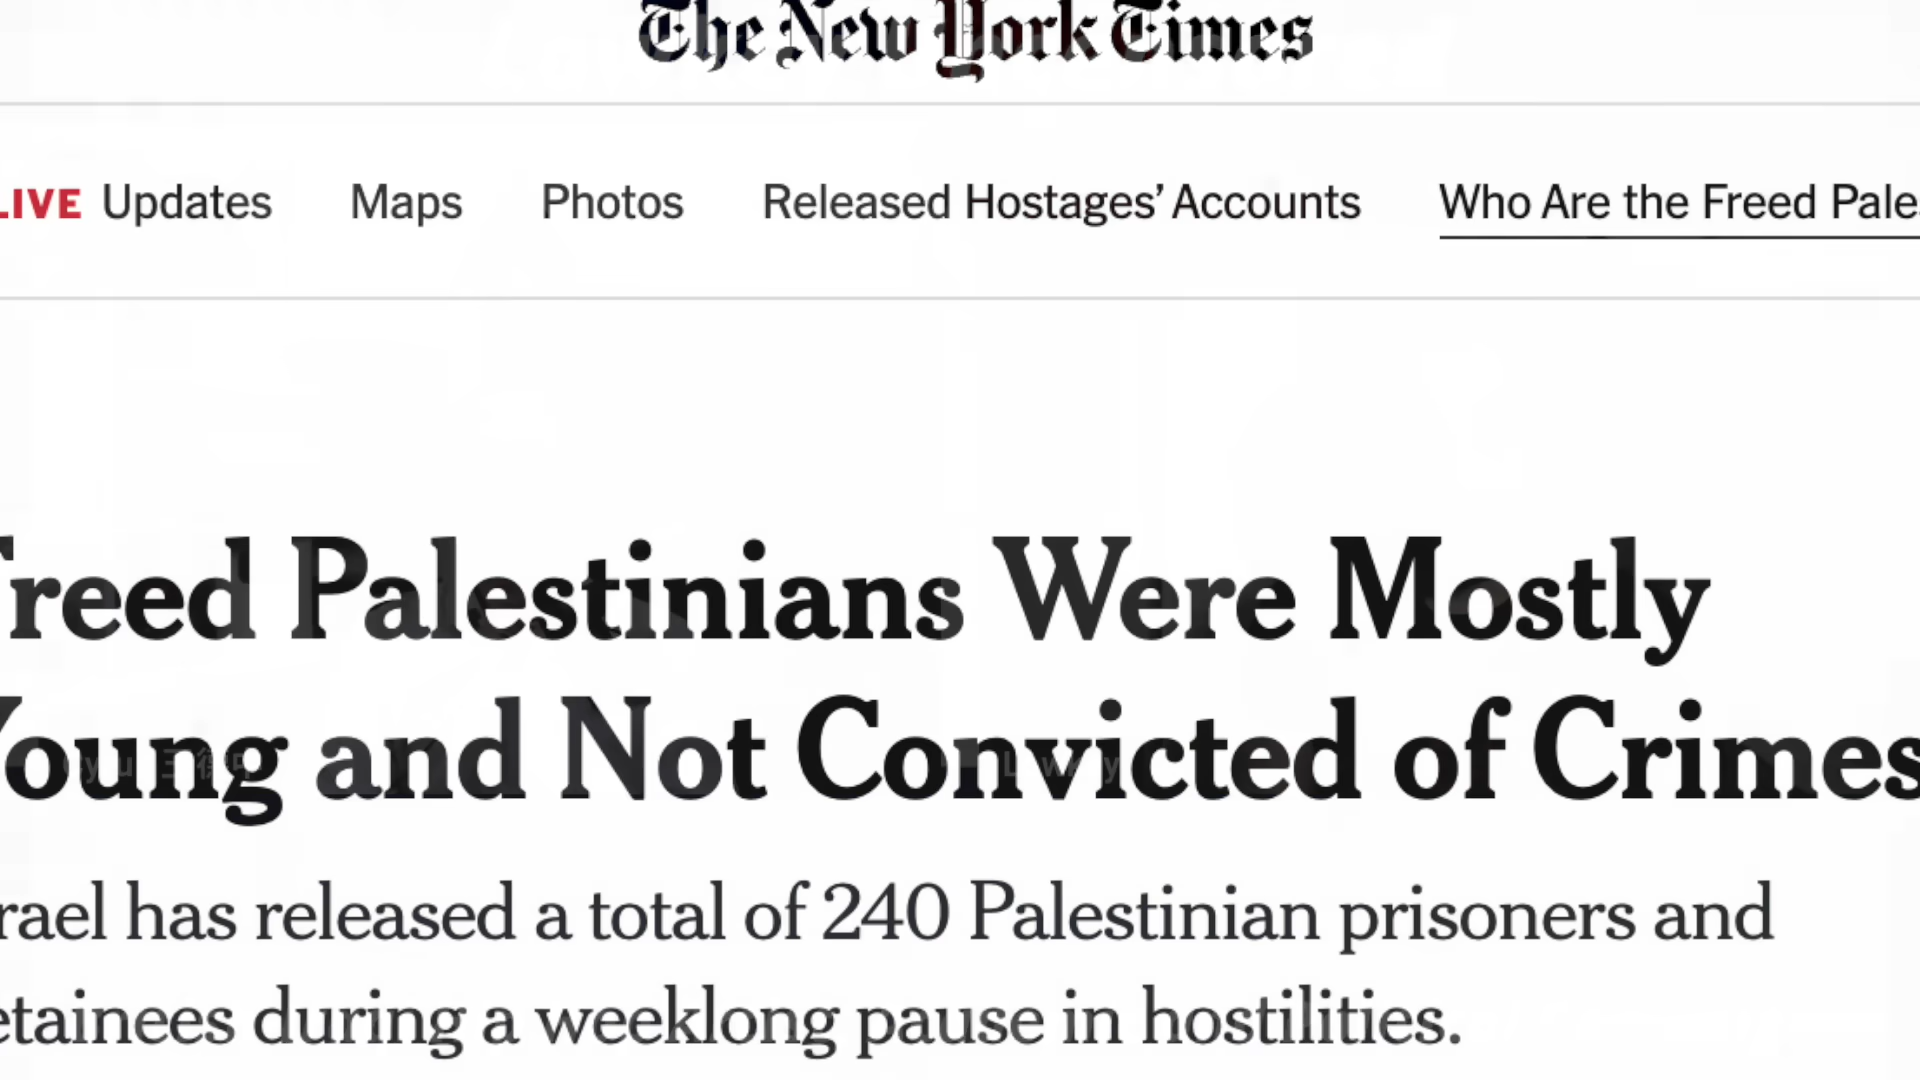 The New York Times
LIVE Updates Maps Photos Released Hostages’ Accounts Who Are the Freed Pale
Freed Palestinians Were Mostly
Young and Not Convicted of Crimes
rael has released a total of 240 Palestinian prisoners and
etainees during a weeklong pause in hostilities.